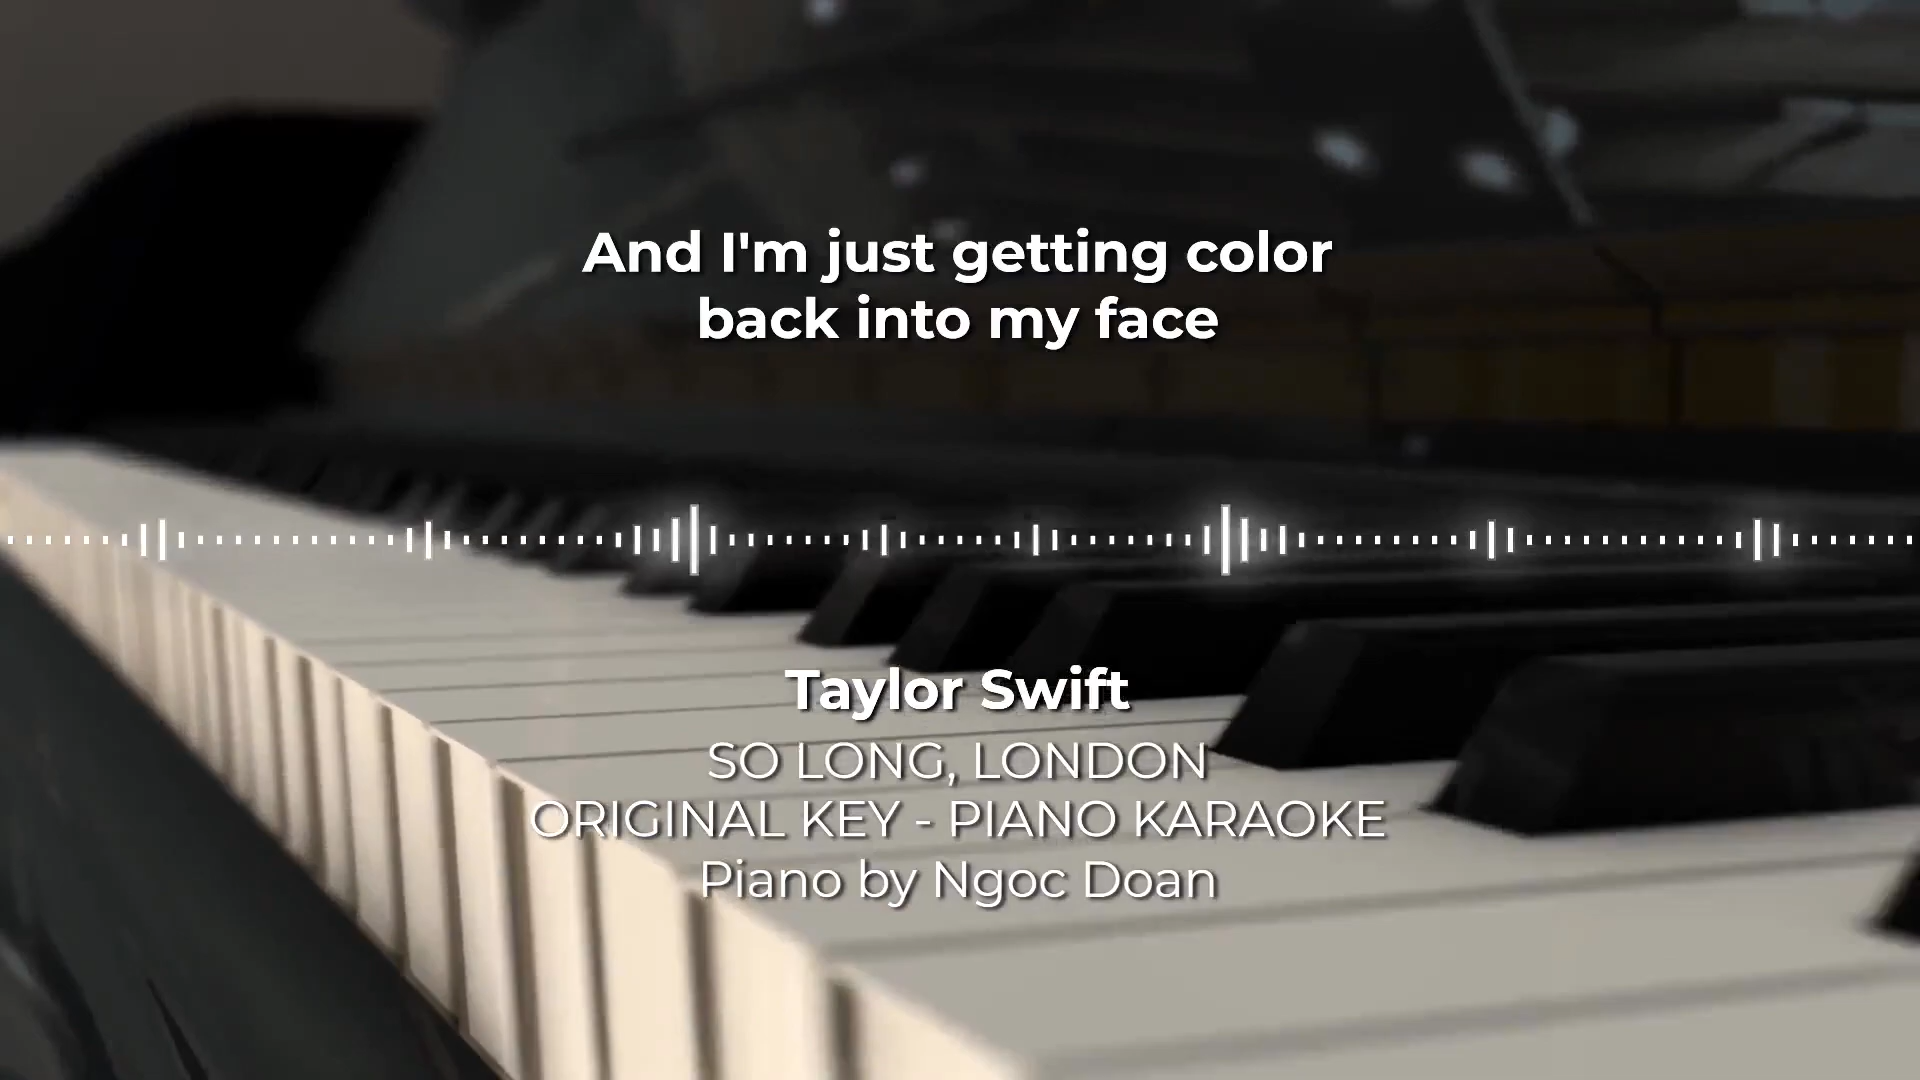 And I'm just getting color
back into my face
Taylor Swift
SO LONG, LONDON
ORIGINAL KEY - PIANO KARAOKE
Piano by Ngoc Doan